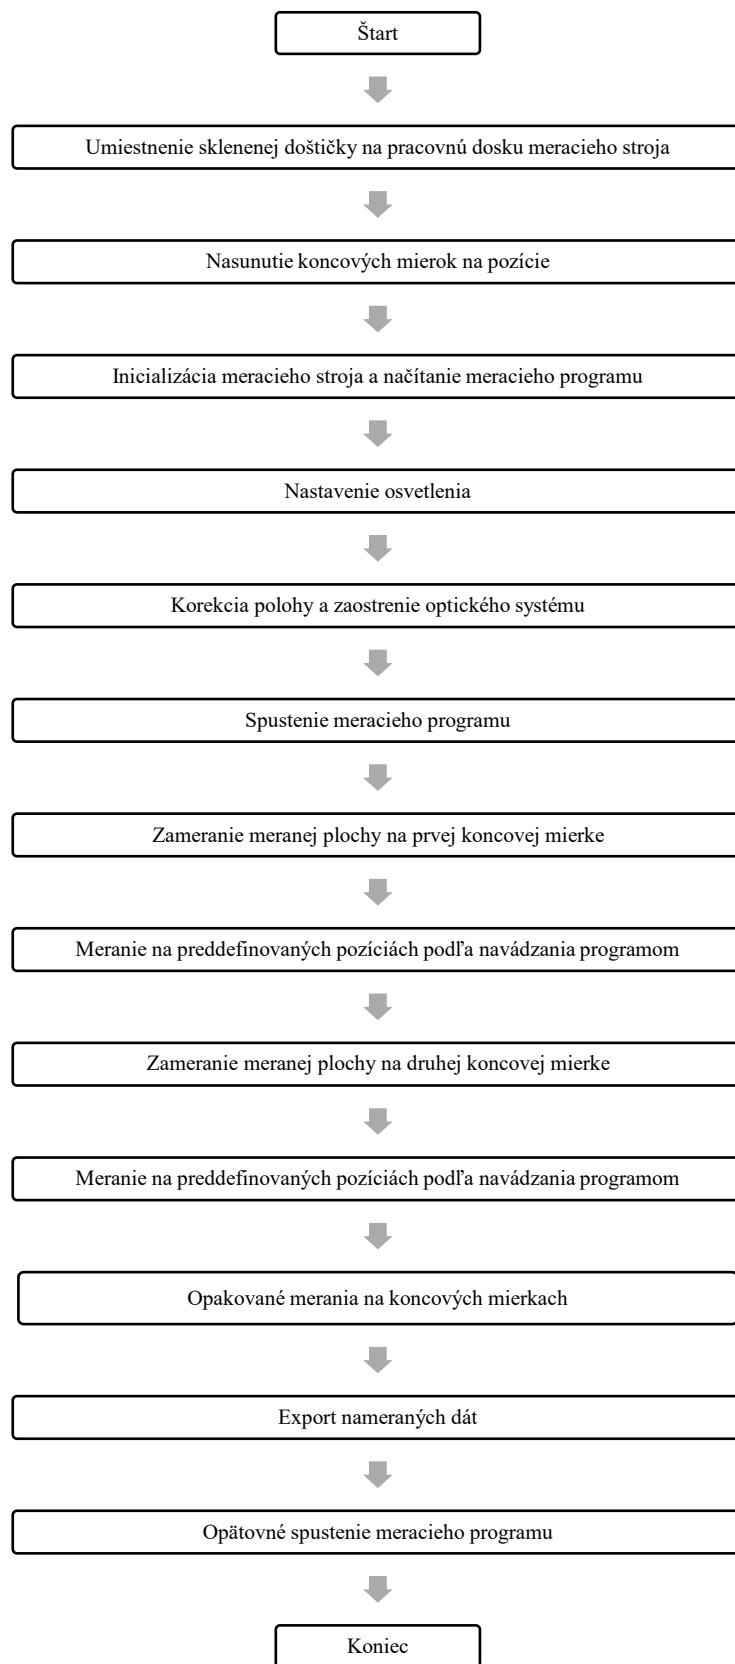 Štart
Umiestnenie sklenenej doštičky na pracovnú dosku meracieho stroja
Nasunutie koncových mierok na pozície
Inicializácia meracieho stroja a načítanie meracieho programu
Nastavenie osvetlenia
Korekcia polohy a zaostrenie optického systému
Spustenie meracieho programu
Zameranie meranej plochy na prvej koncovej mierke
Meranie na preddefinovaných pozíciách podľa navádzania programom
Zameranie meranej plochy na druhej koncovej mierke
Meranie na preddefinovaných pozíciách podľa navádzania programom
Opakované merania na koncových mierkach
Export nameraných dát
Opätovné spustenie meracieho programu
Koniec